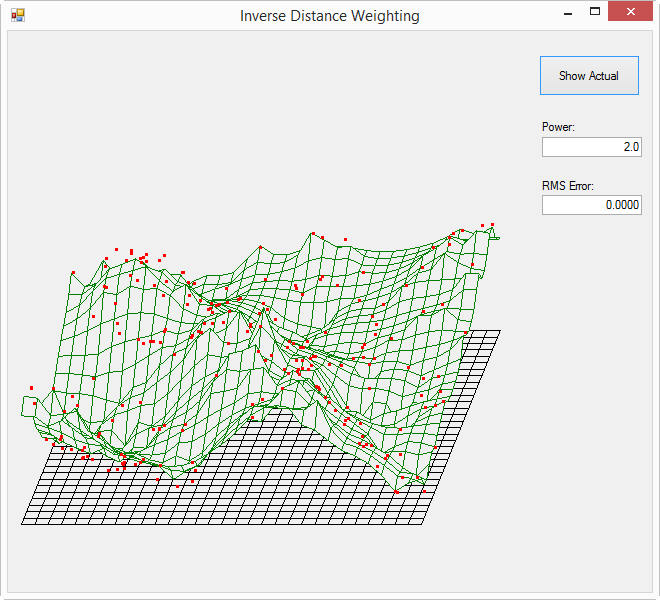 Inverse Distance Weighting
Show Actual
Power:
2.0
RMS Error:
0.0000